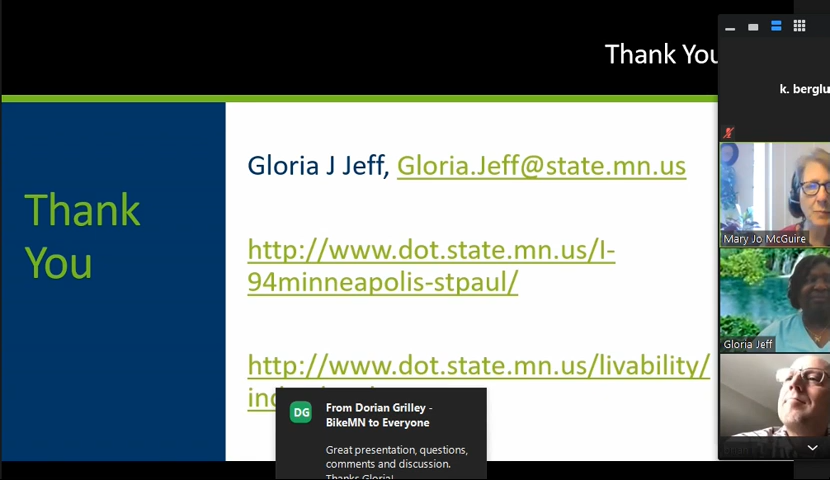 Thank You
k. berglu
Thank
You
Gloria J Jeff, Gloria.Jeff@state.mn.us
http://www.dot.state.mn.us/I-
94minneapolis-stpaul/
http://www.dot.state.mn.us/livability/
Mary Jo McGuire
Gloria Jeff
DG
From Dorian Grilley -
BikeMN to Everyone
Great presentation, questions,
comments and discussion.
Thanks Gloria!